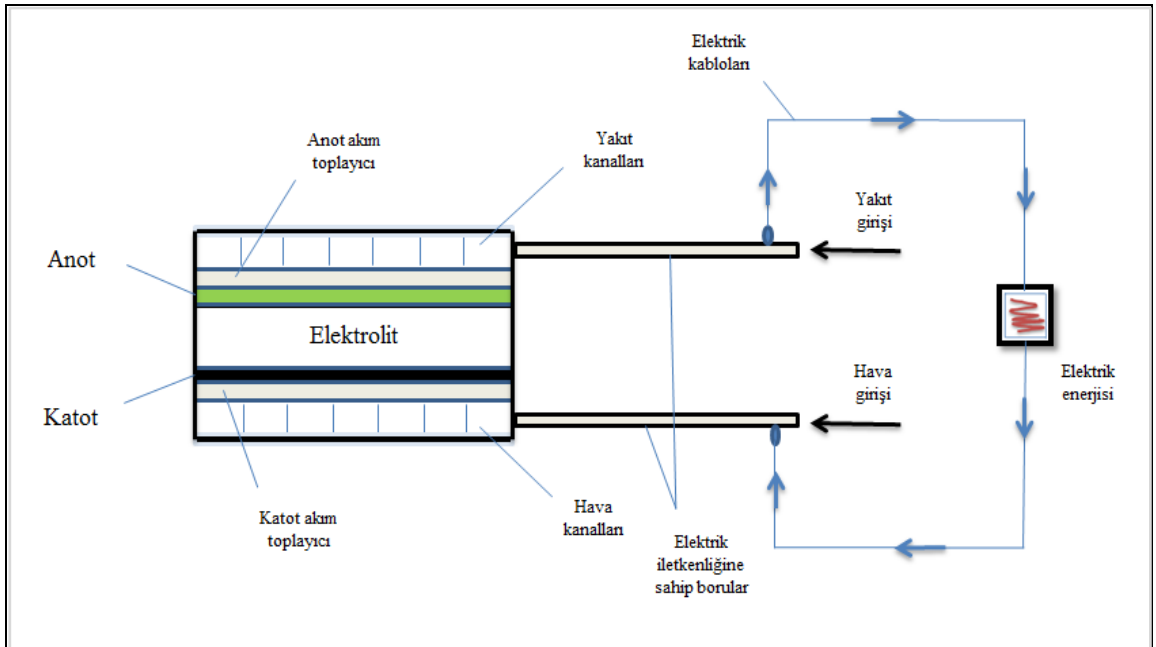 Elektrik
kabloları
Anot akım
toplayıcı
Yakıt
kanalları
Yakıt
girişi
Anot
Elektrolit
Katot
Hava
girişi
Elektrik
enerjisi
Katot akım
toplayıcı
Hava
kanalları
Elektrik
iletkenliğine
sahip borular